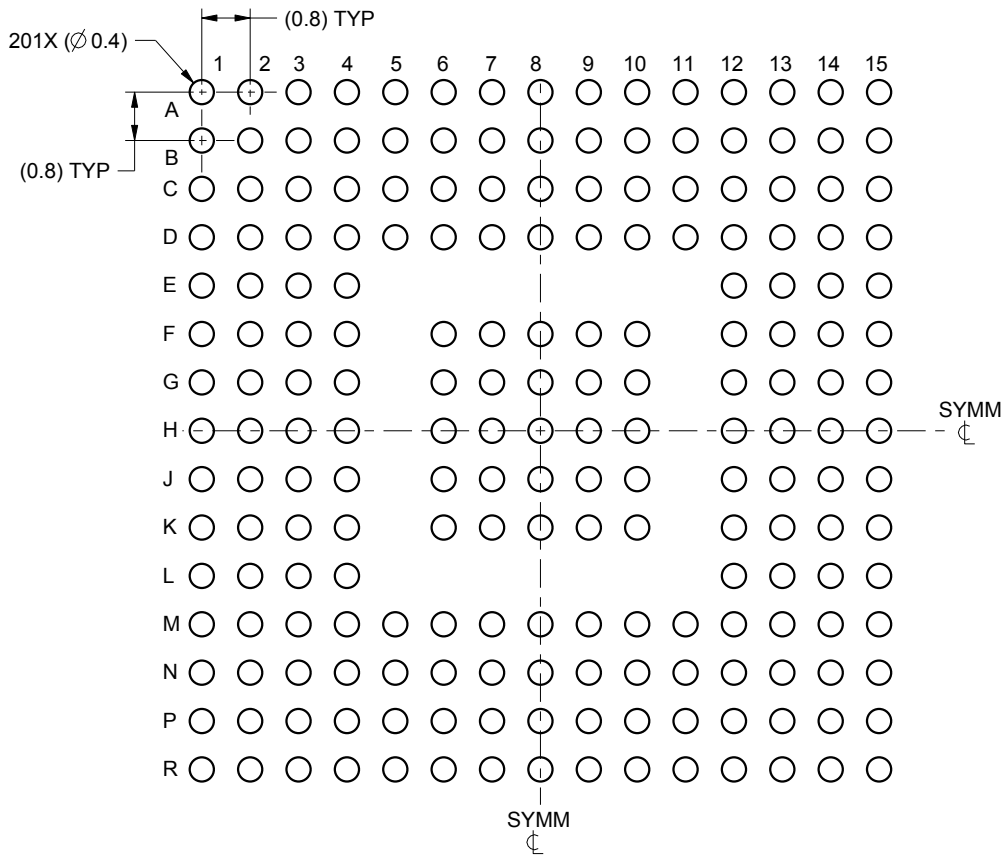 (0.8) TYP
201X (∅ 0.4)
1 2 3 4 5 6 7 8 9 10 11 12 13 14 15
A
B
(0.8) TYP
C
D
E
F
G
SYMM
℄
H
J
K
L
M
N
P
R
SYMM
℄